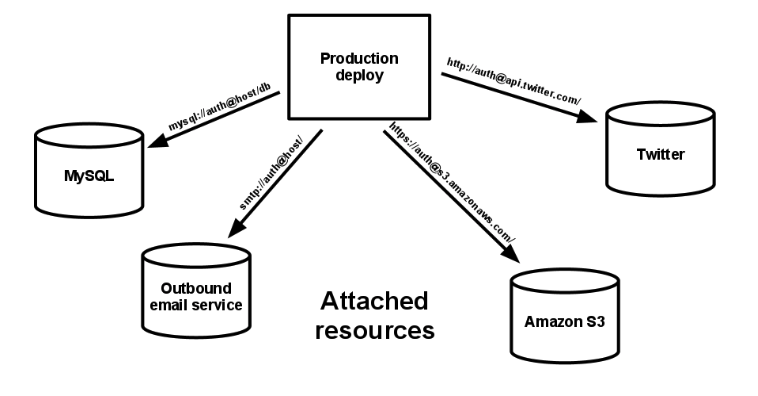 Production
deploy
mysql://auth@host/db
http://auth@api.twitter.com/
smtp://auth@host/
https://auth@s3.amazonaws.com/
MySQL
Twitter
Outbound
email service
Attached
resources
Amazon S3